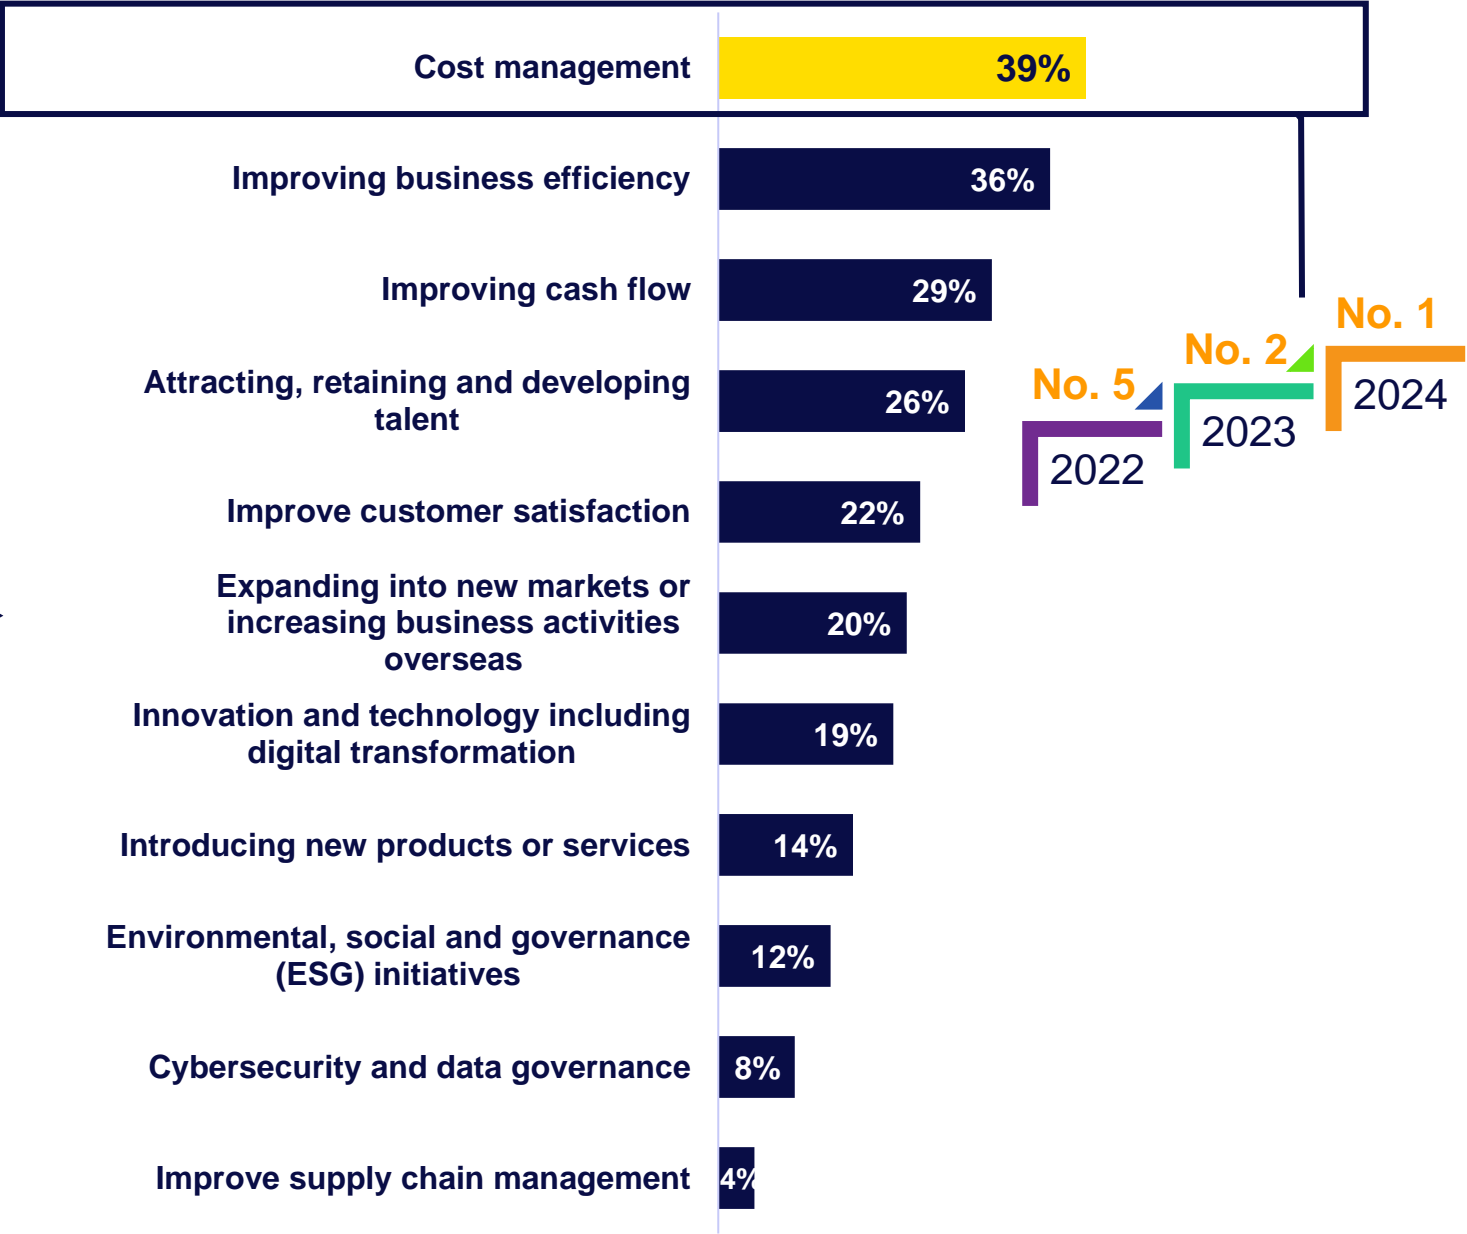 Cost management
39%
Improving business efficiency
36%
Improving cash flow
29%
No. 1
2024
No. 2
2023
No. 5
2022
Attracting, retaining and developing
talent
26%
Improve customer satisfaction
22%
Expanding into new markets or
increasing business activities
overseas
20%
Innovation and technology including
digital transformation
19%
Introducing new products or services
14%
Environmental, social and governance
(ESG) initiatives
12%
Cybersecurity and data governance
8%
Improve supply chain management
4%